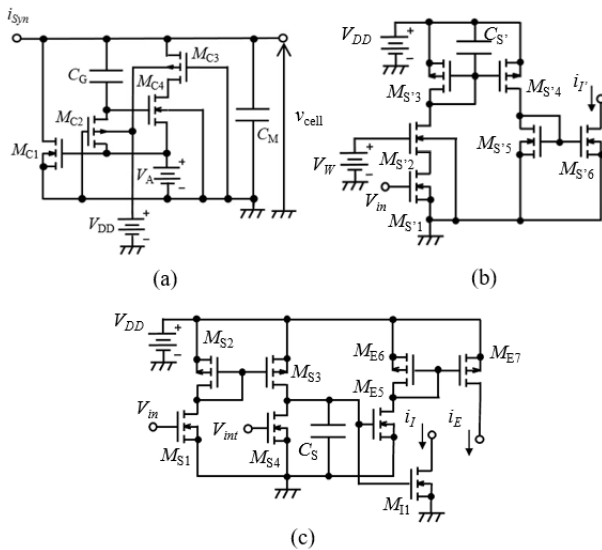 iSyn
CG
MC3
MC4
MC2
MC1
VA
CM
vcell
VDD
(a)
VDD
CS'
MS'3
MS'4
iI'
VW
MS'2
MS'5
MS'6
Vin
MS'1
(b)
VDD
MS2
MS3
ME6
ME7
ME5
Vin
Vint
MS1
MS4
CS
iI
iE
MI1
(c)